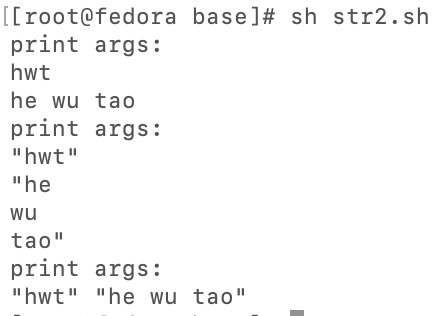 [[root@fedora base]# sh str2.sh
print args:
hwt
he wu tao
print args:
"hwt"
"he
wu
tao"
print args:
"hwt" "he wu tao"